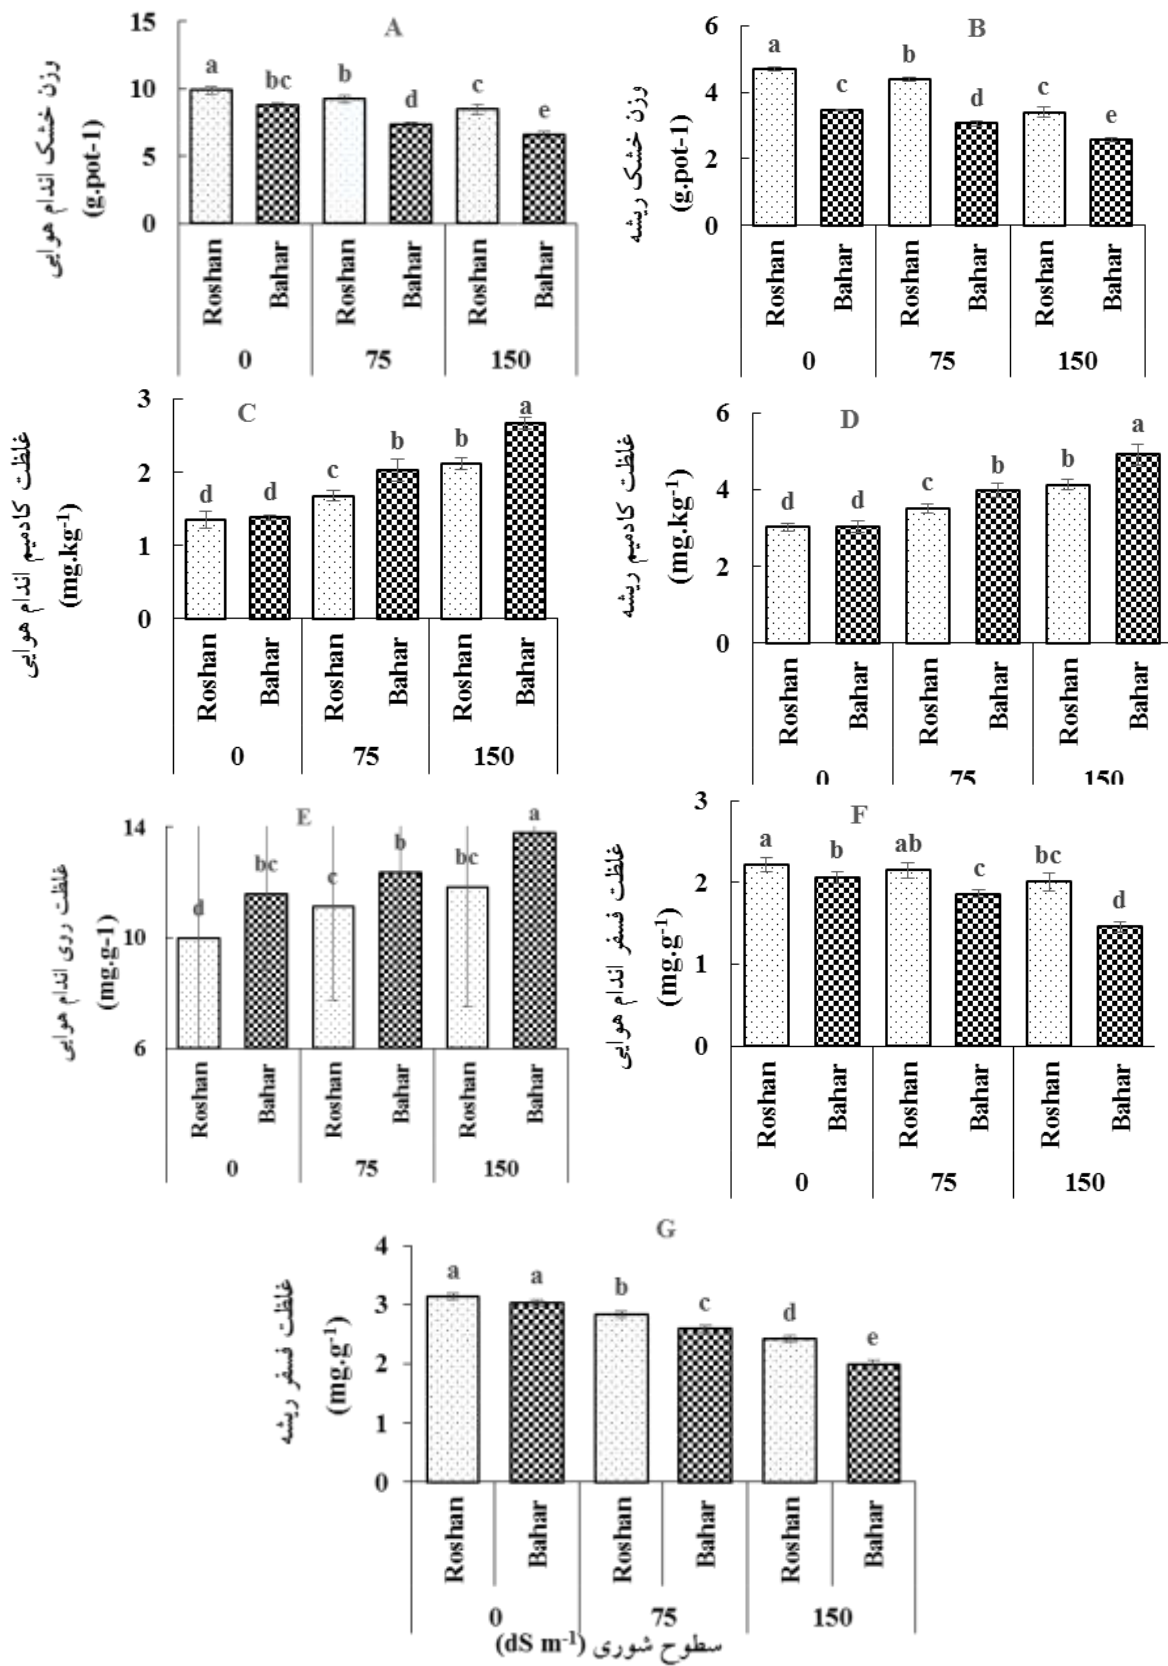 A
وزن خشک اندام هوایی
(g.pot-1)
15
10
5
0
a
bc
b
d
c
e
Roshan
Bahar
Roshan
Bahar
Roshan
Bahar
0
75
150
B
وزن خشک ریشه
(g.pot-1)
6
4
2
0
a
c
b
d
c
e
Roshan
Bahar
Roshan
Bahar
Roshan
Bahar
0
75
150
C
غلظت کادمیم اندام هوایی
(mg.kg-1)
3
2
1
0
d
d
c
b
b
a
Roshan
Bahar
Roshan
Bahar
Roshan
Bahar
0
75
150
D
غلظت کادمیم ریشه
(mg.kg-1)
6
4
2
0
d
d
c
b
b
a
Roshan
Bahar
Roshan
Bahar
Roshan
Bahar
0
75
150
E
غلظت روی اندام هوایی
(mg.g-1)
14
10
6
d
bc
c
b
bc
a
Roshan
Bahar
Roshan
Bahar
Roshan
Bahar
0
75
150
F
غلظت فسفر اندام هوایی
(mg.g-1)
3
2
1
0
a
b
ab
c
bc
d
Roshan
Bahar
Roshan
Bahar
Roshan
Bahar
0
75
150
G
غلظت فسفر ریشه
(mg.g-1)
4
3
2
1
0
a
a
b
c
d
e
Roshan
Bahar
Roshan
Bahar
Roshan
Bahar
0
75
150
سطوح شوری (dS m-1)